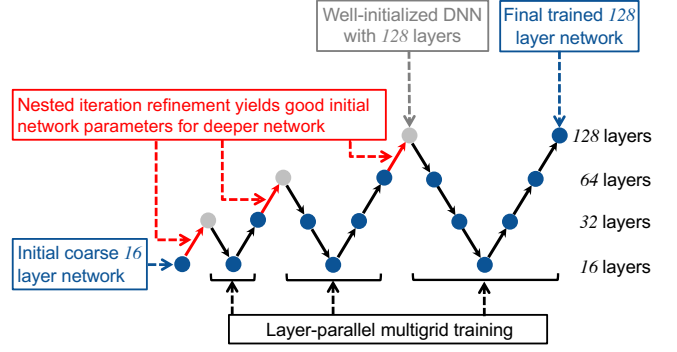 Well-initialized DNN
with 128 layers
Final trained 128
layer network
Nested iteration refinement yields good initial
network parameters for deeper network
128 layers
64 layers
32 layers
16 layers
Initial coarse 16
layer network
Layer-parallel multigrid training